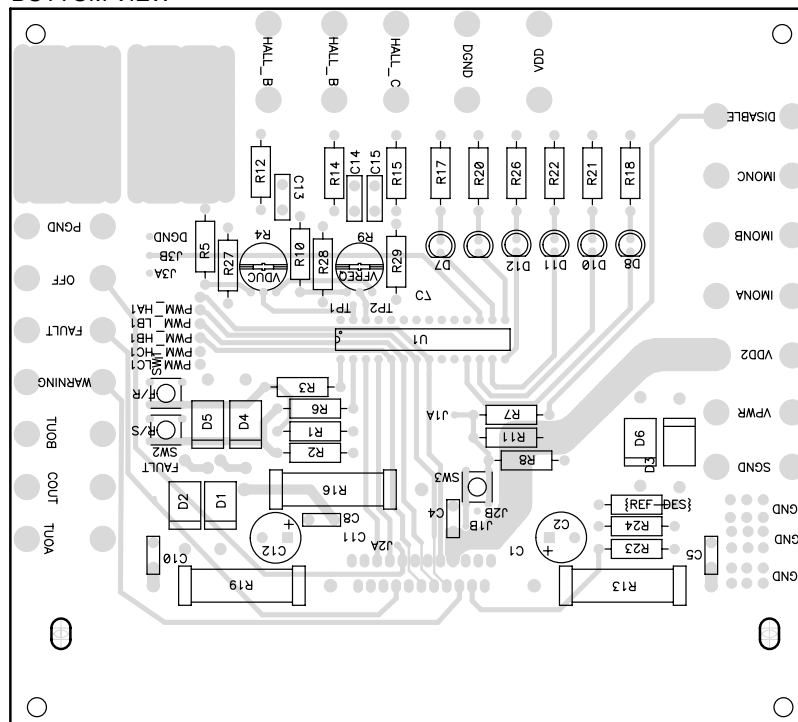 BOTTOM VIEW
HALL_B
HALL_B
HALL_C
DGND
VDD
DISABLE
IMONC
IMONB
IMONA
VDD2
VPWR
SGND
GND
GND
GND
PGND
OFF
FAULT
WARNING
BOUT
COUT
AOUT
R12
C13
R14
C14
C15
R15
R17
R20
R26
R22
R21
R18
DGND
J3B
J3A
R5
R27
R4
VDUC
R10
R28
R9
VFREQ
R29
D7
D12
D11
D10
D8
C7
TP1
TP2
U1
PWM_HA1
PWM_LB1
PWM_HB1
PWM_HC1
PWM_LC1
SW1
F/R
R/S
SW2
FAULT
D5
D4
R3
R6
R1
R2
J1A
R7
R11
R8
D6
D3
D2
D1
R16
SW3
C4
J2B
J1B
{REF-DES}
R24
R23
C8
C11
C12
J2A
C1
C2
C5
C10
R19
R13